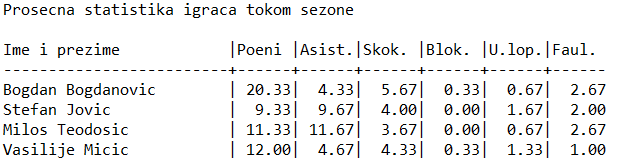 Prosecna statistika igraca tokom sezone
Ime i prezime |Poeni |Asist.|Skok. |Blok. |U.lop.|Faul.
-------------------------+------+------+------+------+------+------
Bogdan Bogdanovic | 20.33| 4.33| 5.67| 0.33| 0.67| 2.67
Stefan Jovic | 9.33| 9.67| 4.00| 0.00| 1.67| 2.00
Milos Teodosic | 11.33| 11.67| 3.67| 0.00| 0.67| 2.67
Vasilije Micic | 12.00| 4.67| 4.33| 0.33| 1.33| 1.00